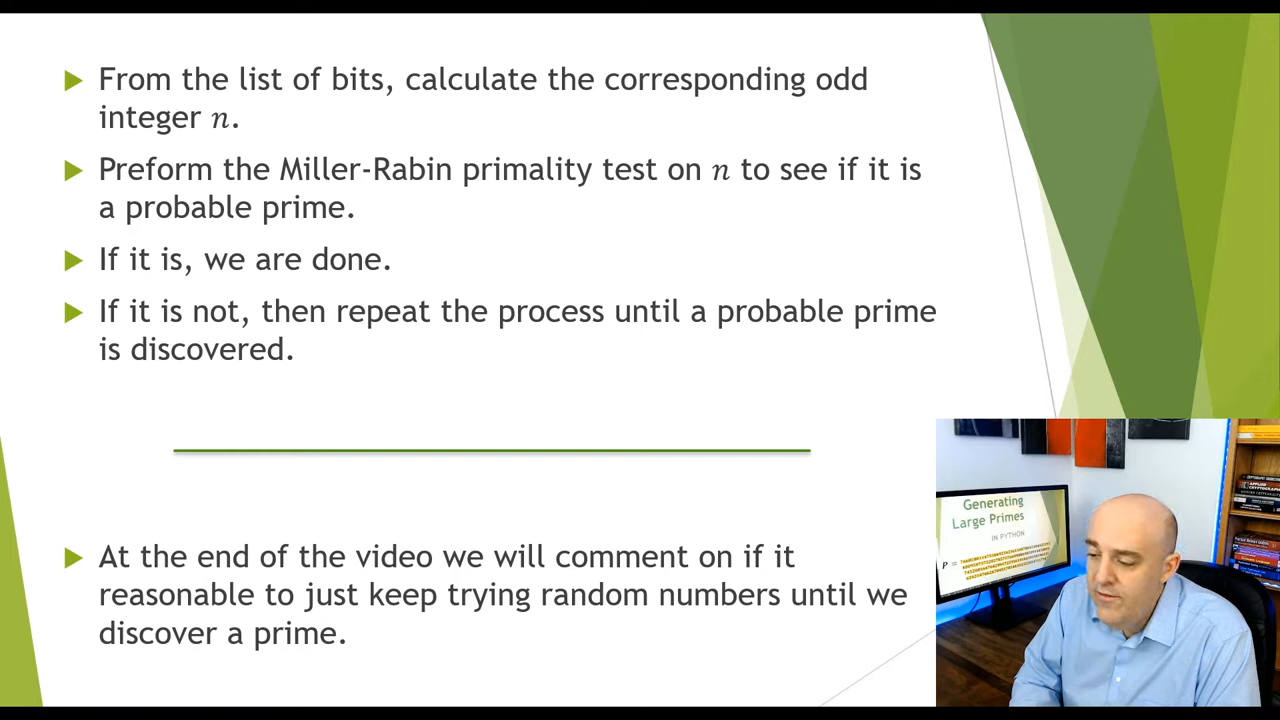 From the list of bits, calculate the corresponding odd
integer n.
Preform the Miller-Rabin primality test on n to see if it is
a probable prime.
If it is, we are done.
If it is not, then repeat the process until a probable prime
is discovered.
At the end of the video we will comment on if it
reasonable to just keep trying random numbers until we
discover a prime.
Generating
Large Primes
IN PYTHON
P =